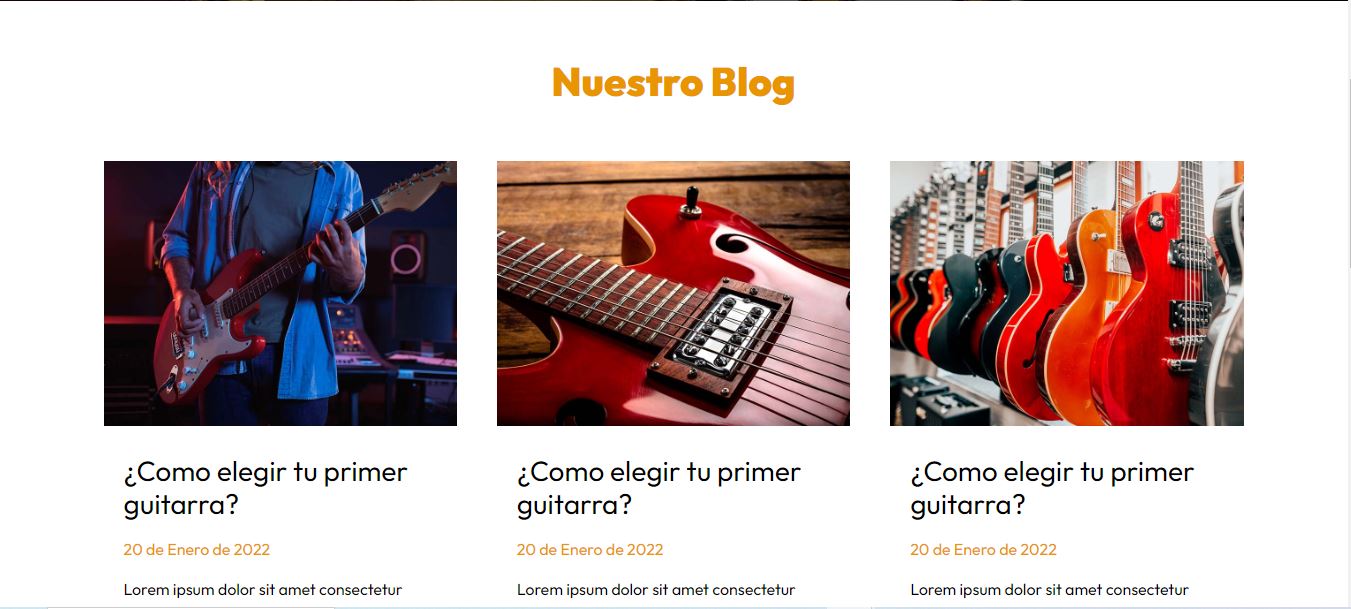 Nuestro Blog
¿Como elegir tu primer
guitarra?
20 de Enero de 2022
Lorem ipsum dolor sit amet consectetur
¿Como elegir tu primer
guitarra?
20 de Enero de 2022
Lorem ipsum dolor sit amet consectetur
¿Como elegir tu primer
guitarra?
20 de Enero de 2022
Lorem ipsum dolor sit amet consectetur